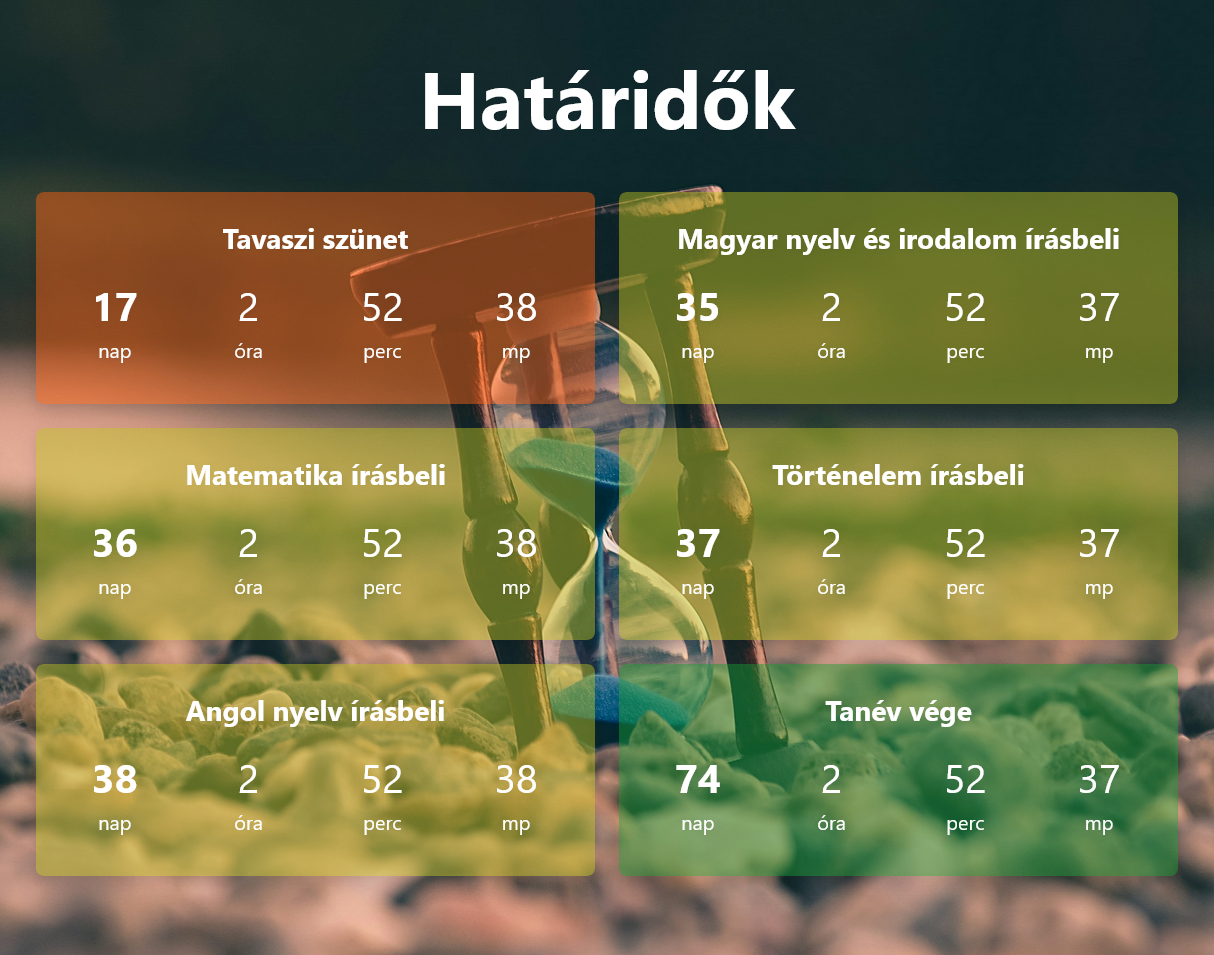 Határidők
Tavaszi szünet
17 2 52 38
nap óra perc mp
Magyar nyelv és irodalom írásbeli
35 2 52 37
nap óra perc mp
Matematika írásbeli
36 2 52 38
nap óra perc mp
Történelem írásbeli
37 2 52 37
nap óra perc mp
Angol nyelv írásbeli
38 2 52 38
nap óra perc mp
Tanév vége
74 2 52 37
nap óra perc mp